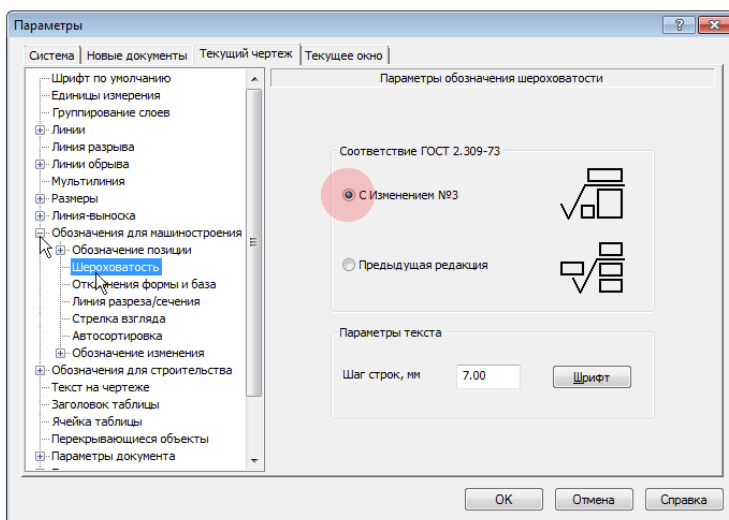 Параметры
Система
Новые документы
Текущий чертеж
Текущее окно
Шрифт по умолчанию
Единицы измерения
Группирование слоев
Линии
Линия разрыва
Линии обрыва
Мультилиния
Размеры
Линия-выноска
Обозначения для машиностроения
Обозначение позиции
Шероховатость
Отклонения формы и база
Линия разреза/сечения
Стрелка взгляда
Автосортировка
Обозначение изменения
Обозначения для строительства
Текст на чертеже
Заголовок таблицы
Ячейка таблицы
Перекрывающиеся объекты
Параметры документа
Параметры обозначения шероховатости
Соответствие ГОСТ 2.309-73
С Изменением №3
Предыдущая редакция
Параметры текста
Шаг строк, мм 7.00 Шрифт
OK Отмена Справка